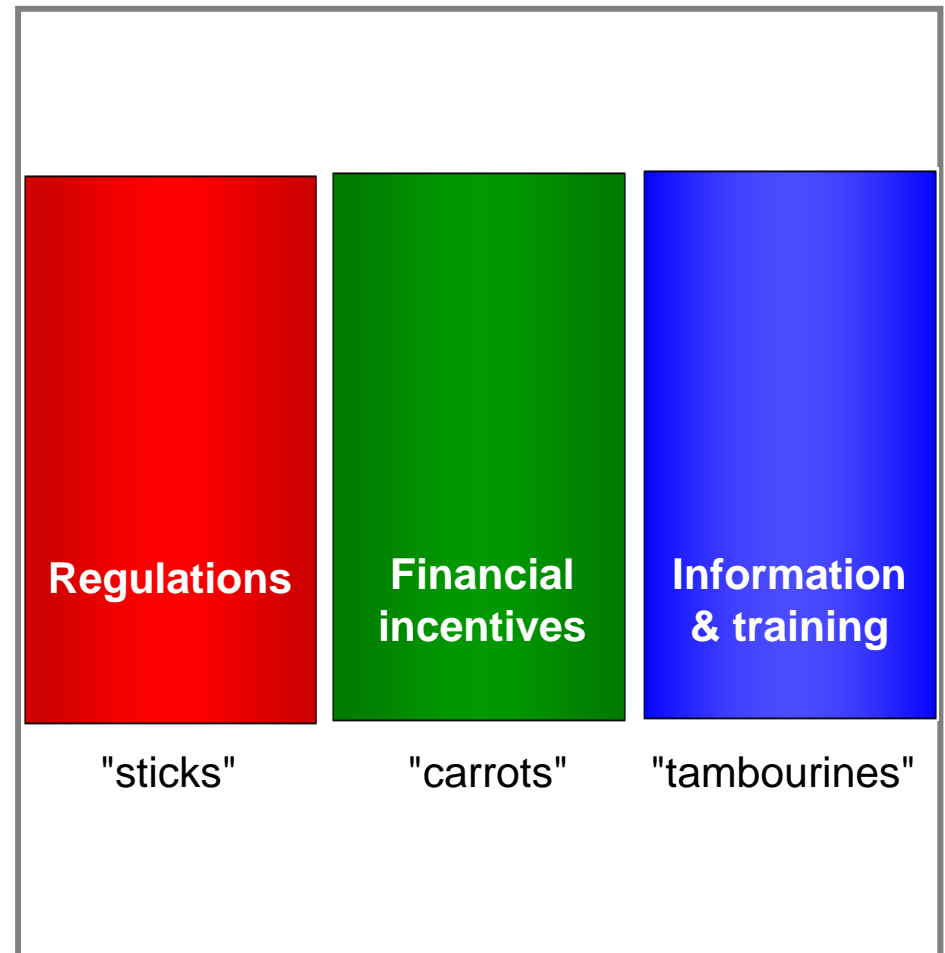 Regulations
Financial
incentives
Information
& training
"sticks"
"carrots"
"tambourines"